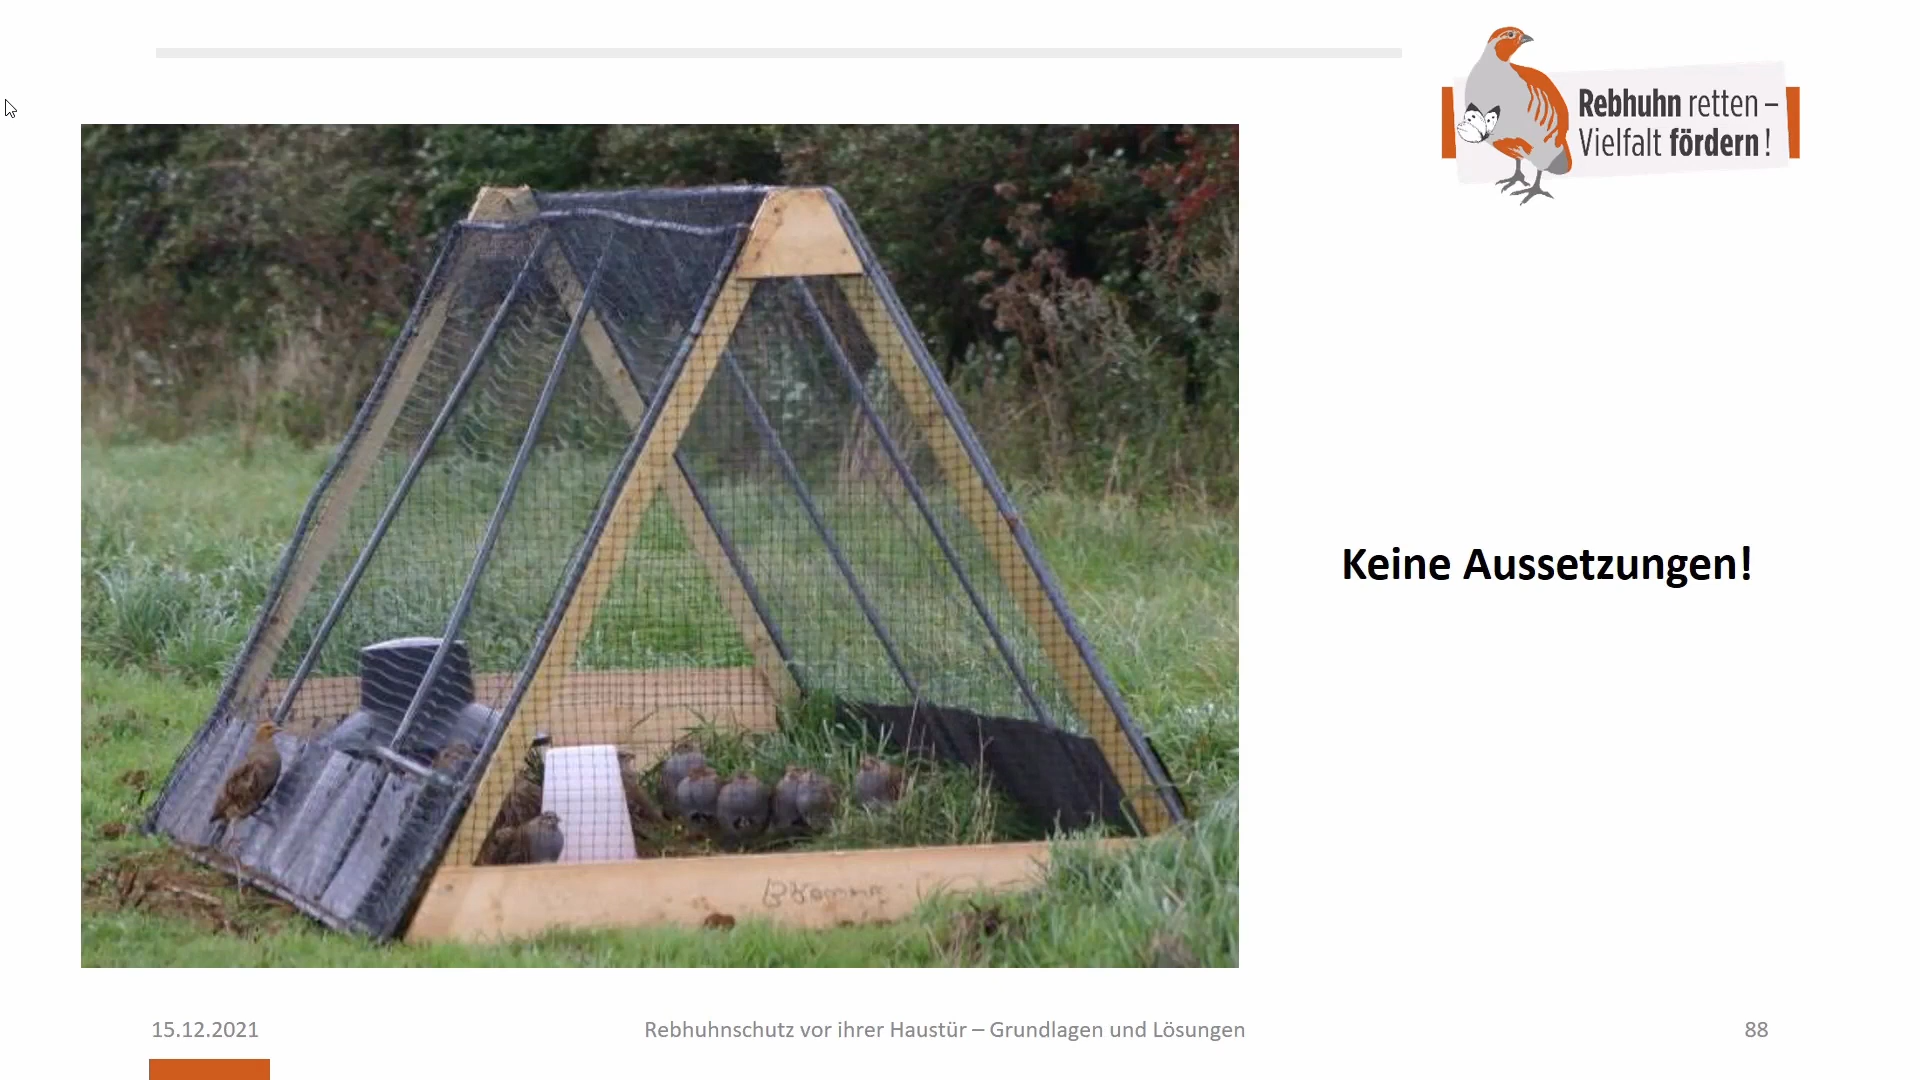 Rebhuhn retten –
Vielfalt fördern!
Keine Aussetzungen!
15.12.2021
Rebhuhnschutz vor ihrer Haustür – Grundlagen und Lösungen
88